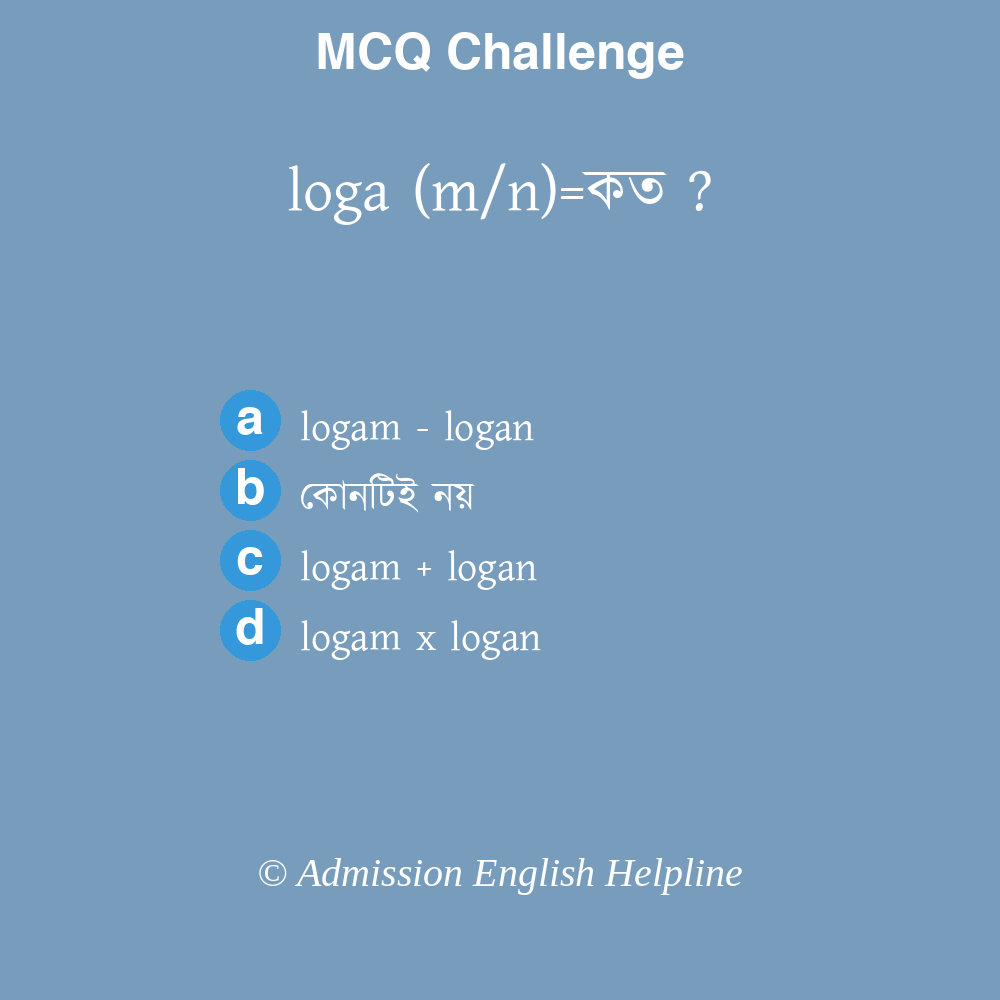 MCQ Challenge
loga (m/n)=কত ?
a logam - logan
b কোনটিই নয়
c logam + logan
d logam x logan
© Admission English Helpline